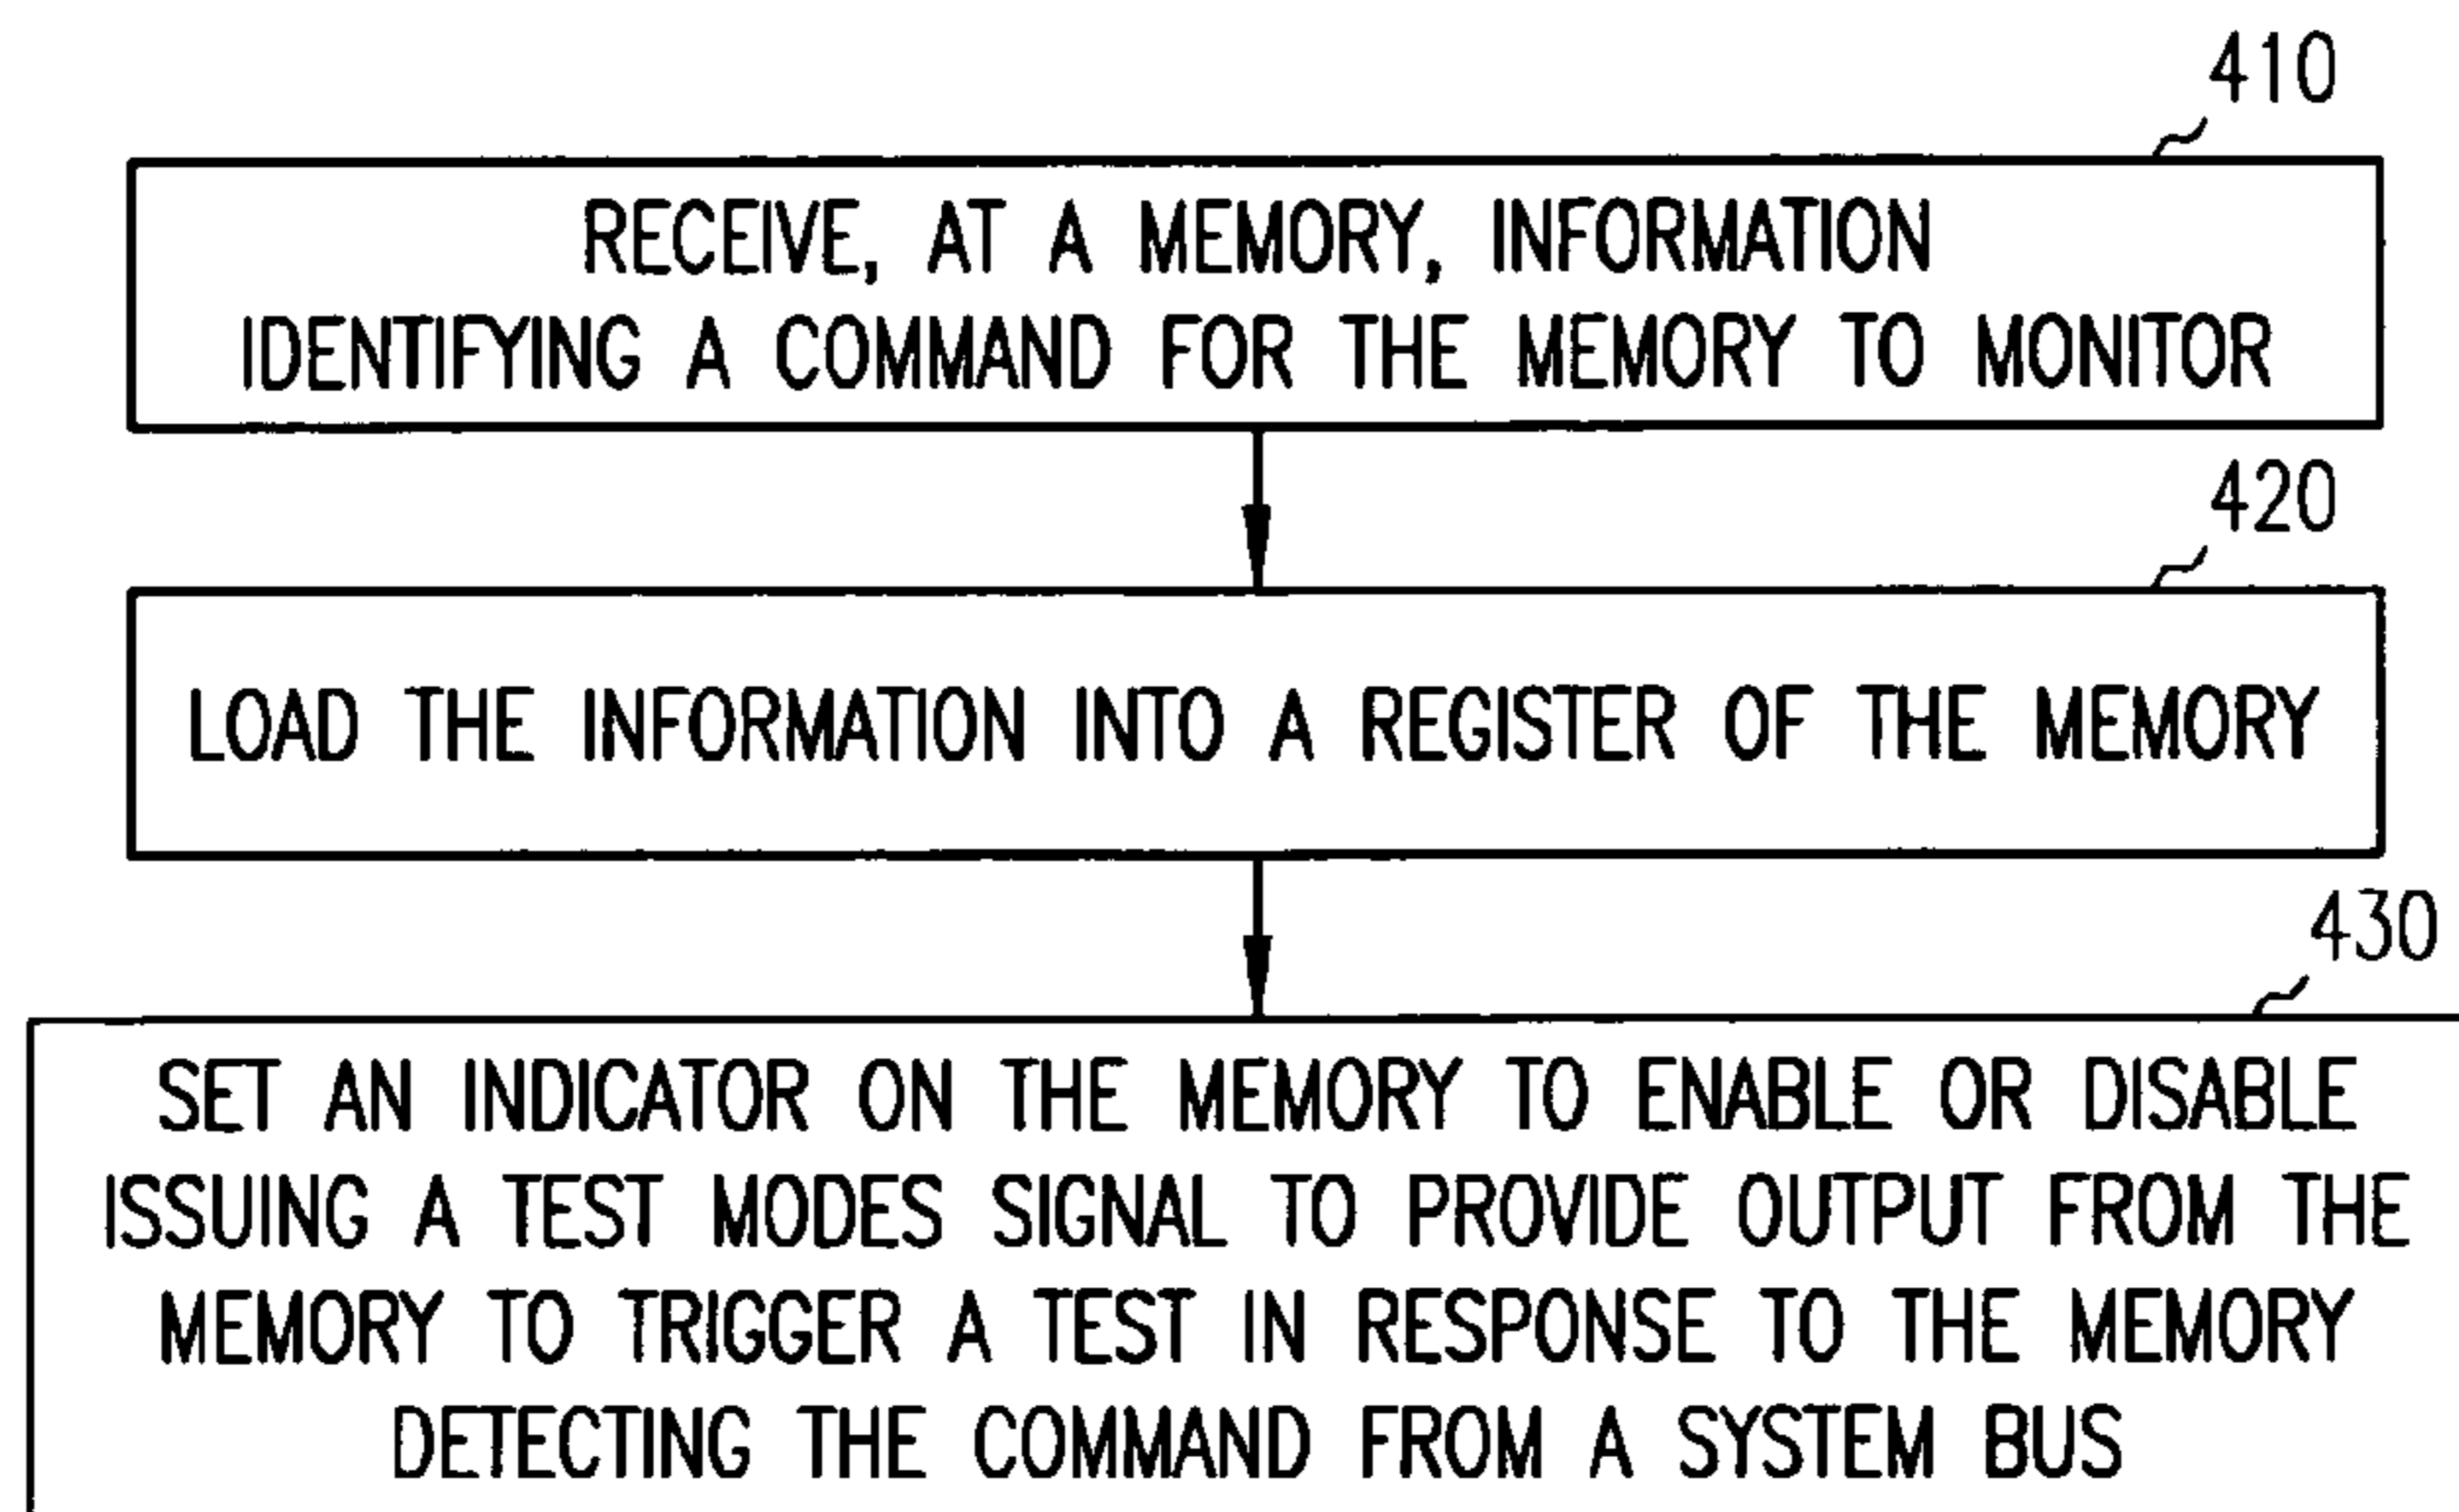 410
RECEIVE, AT A MEMORY, INFORMATION
IDENTIFYING A COMMAND FOR THE MEMORY TO MONITOR
420
LOAD THE INFORMATION INTO A REGISTER OF THE MEMORY
430
SET AN INDICATOR ON THE MEMORY TO ENABLE OR DISABLE
ISSUING A TEST MODES SIGNAL TO PROVIDE OUTPUT FROM THE
MEMORY TO TRIGGER A TEST IN RESPONSE TO THE MEMORY
DETECTING THE COMMAND FROM A SYSTEM BUS